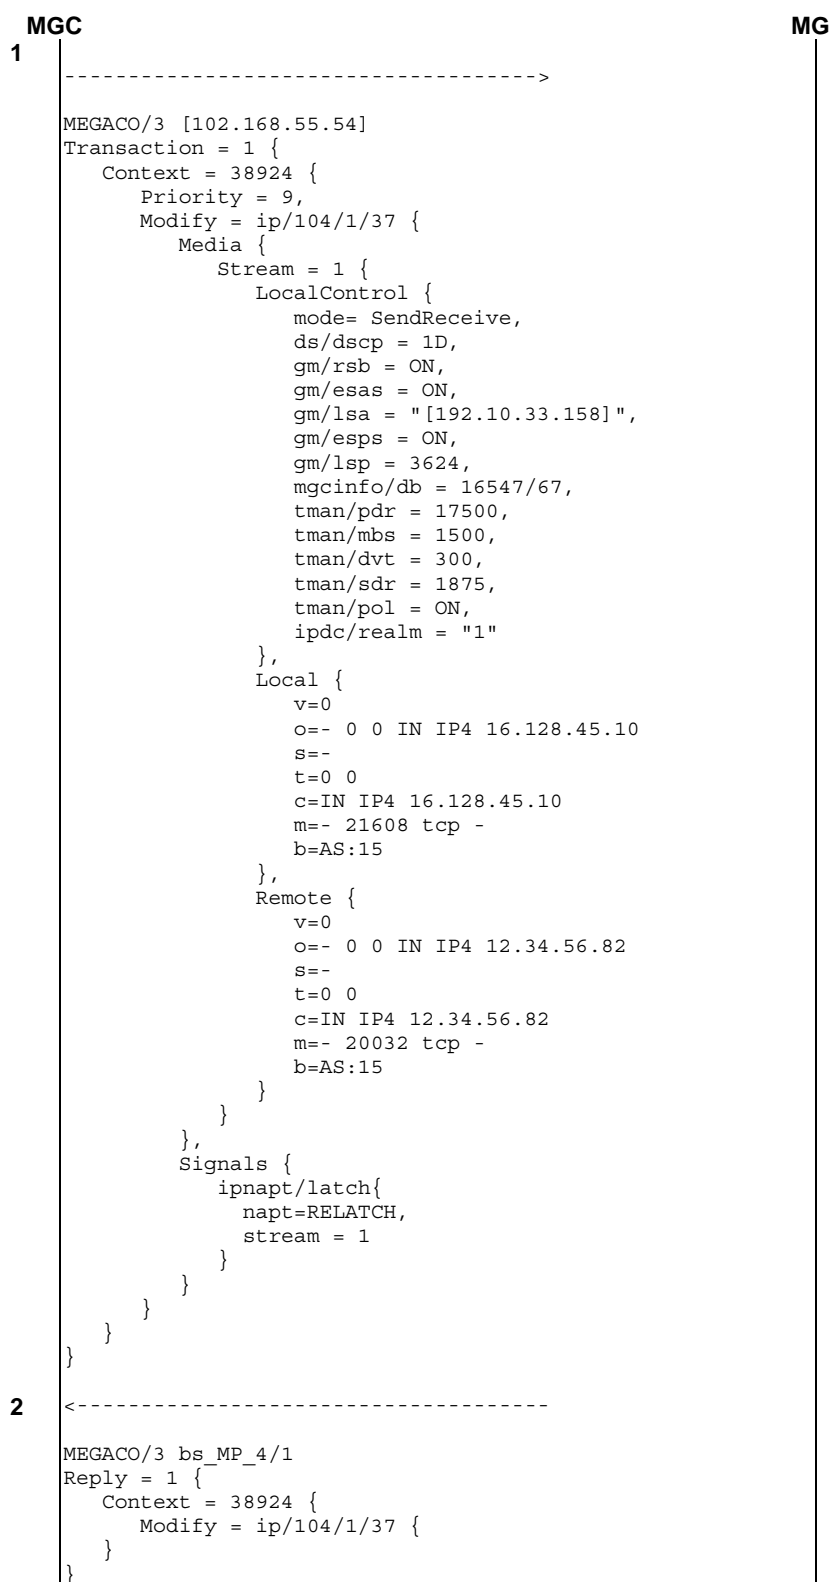 MGC MG
1
------------------------------------->
MEGACO/3 [102.168.55.54]
Transaction = 1 {
   Context = 38924 {
      Priority = 9,
      Modify = ip/104/1/37 {
         Media {
            Stream = 1 {
               LocalControl {
                  mode= SendReceive,
                  ds/dscp = 1D,
                  gm/rsb = ON,
                  gm/esas = ON,
                  gm/lsa = "[192.10.33.158]",
                  gm/esps = ON,
                  gm/lsp = 3624,
                  mgcinfo/db = 16547/67,
                  tman/pdr = 17500,
                  tman/mbs = 1500,
                  tman/dvt = 300,
                  tman/sdr = 1875,
                  tman/pol = ON,
                  ipdc/realm = "1"
               },
               Local {
                  v=0
                  o=- 0 0 IN IP4 16.128.45.10
                  s=-
                  t=0 0
                  c=IN IP4 16.128.45.10
                  m=- 21608 tcp -
                  b=AS:15
               },
               Remote {
                  v=0
                  o=- 0 0 IN IP4 12.34.56.82
                  s=-
                  t=0 0
                  c=IN IP4 12.34.56.82
                  m=- 20032 tcp -
                  b=AS:15
               }
            }
         },
         Signals {
            ipnapt/latch{
              napt=RELATCH,
              stream = 1
            }
         }
      }
   }
}
2 <-------------------------------------
MEGACO/3 bs_MP_4/1
Reply = 1 {
   Context = 38924 {
      Modify = ip/104/1/37 {
   }
}